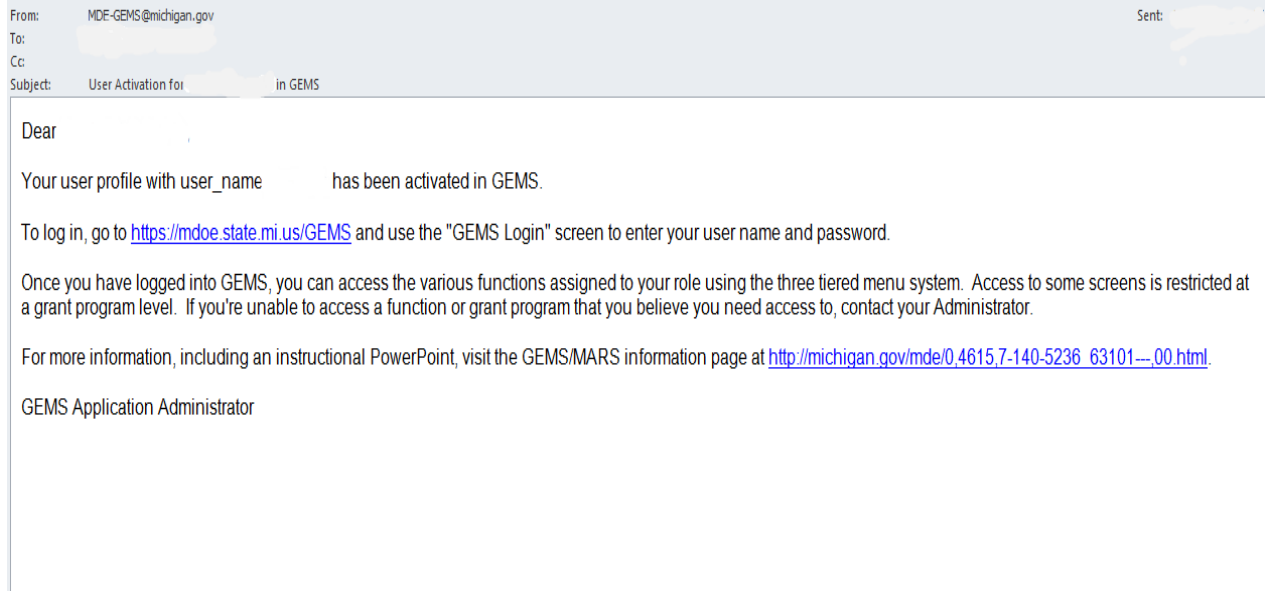 From: MDE-GEMS@michigan.gov Sent:
To:
Cc:
Subject: User Activation for in GEMS
Dear ,
Your user profile with user_name has been activated in GEMS.
To log in, go to https://mdoe.state.mi.us/GEMS and use the "GEMS Login" screen to enter your user name and password.
Once you have logged into GEMS, you can access the various functions assigned to your role using the three tiered menu system. Access to some screens is restricted at
a grant program level. If you're unable to access a function or grant program that you believe you need access to, contact your Administrator.
For more information, including an instructional PowerPoint, visit the GEMS/MARS information page at http://michigan.gov/mde/0,4615,7-140-5236_63101---,00.html.
GEMS Application Administrator